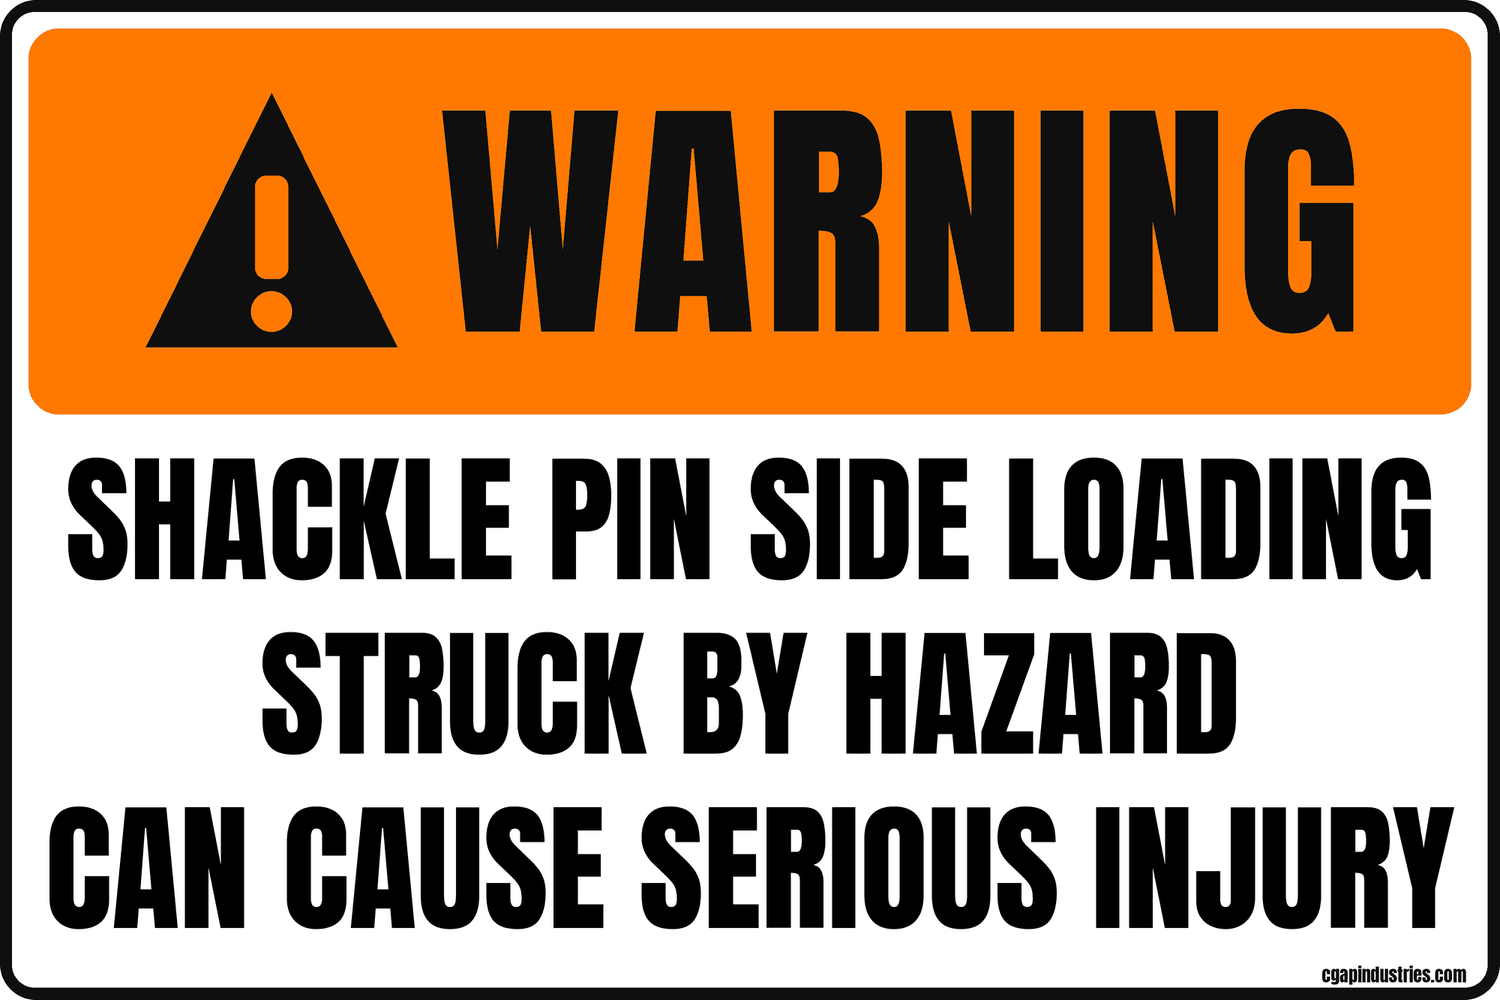 WARNING
SHACKLE PIN SIDE LOADING
STRUCK BY HAZARD
CAN CAUSE SERIOUS INJURY
cgapindustries.com